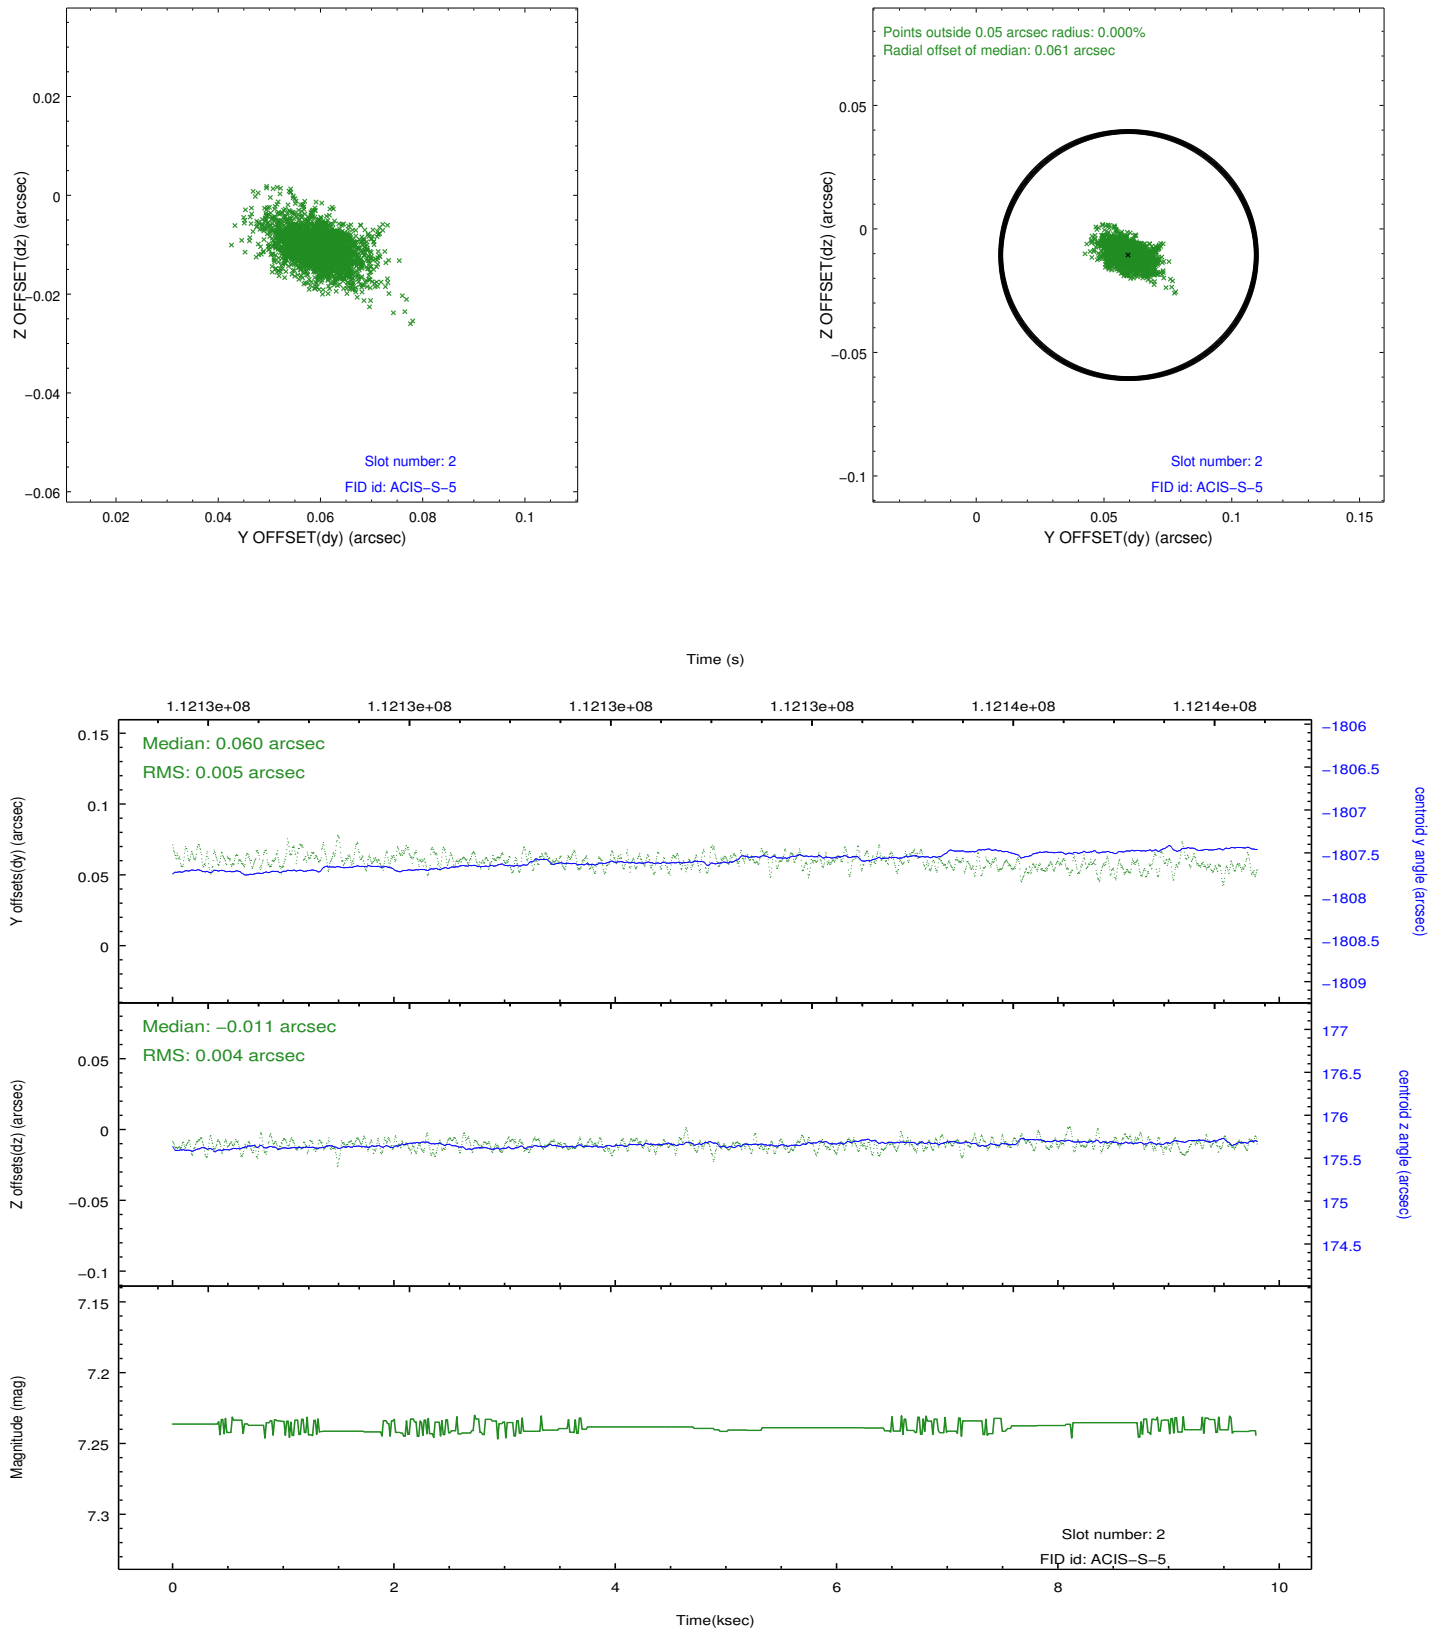 0.02
0
−0.02
−0.04
−0.06
Z OFFSET(dz) (arcsec)
Slot number: 2
FID id: ACIS−S−5
0.02 0.04 0.06 0.08 0.1
Y OFFSET(dy) (arcsec)
Points outside 0.05 arcsec radius: 0.000%
Radial offset of median: 0.061 arcsec
0.05
0
−0.05
−0.1
Z OFFSET(dz) (arcsec)
Slot number: 2
FID id: ACIS−S−5
0 0.05 0.1 0.15
Y OFFSET(dy) (arcsec)
Time (s)
1.1213e+08 1.1213e+08 1.1213e+08 1.1213e+08 1.1214e+08 1.1214e+08
Median: 0.060 arcsec
RMS: 0.005 arcsec
0.15
0.1
0.05
0
Y offsets(dy) (arcsec)
−1806
−1806.5
−1807
−1807.5
−1808
−1808.5
−1809
centroid y angle (arcsec)
Median: −0.011 arcsec
RMS: 0.004 arcsec
0.05
0
−0.05
−0.1
Z offsets(dz) (arcsec)
177
176.5
176
175.5
175
174.5
centroid z angle (arcsec)
7.15
7.2
7.25
7.3
Magnitude (mag)
Slot number: 2
FID id: ACIS−S−5
0 2 4 6 8 10
Time(ksec)